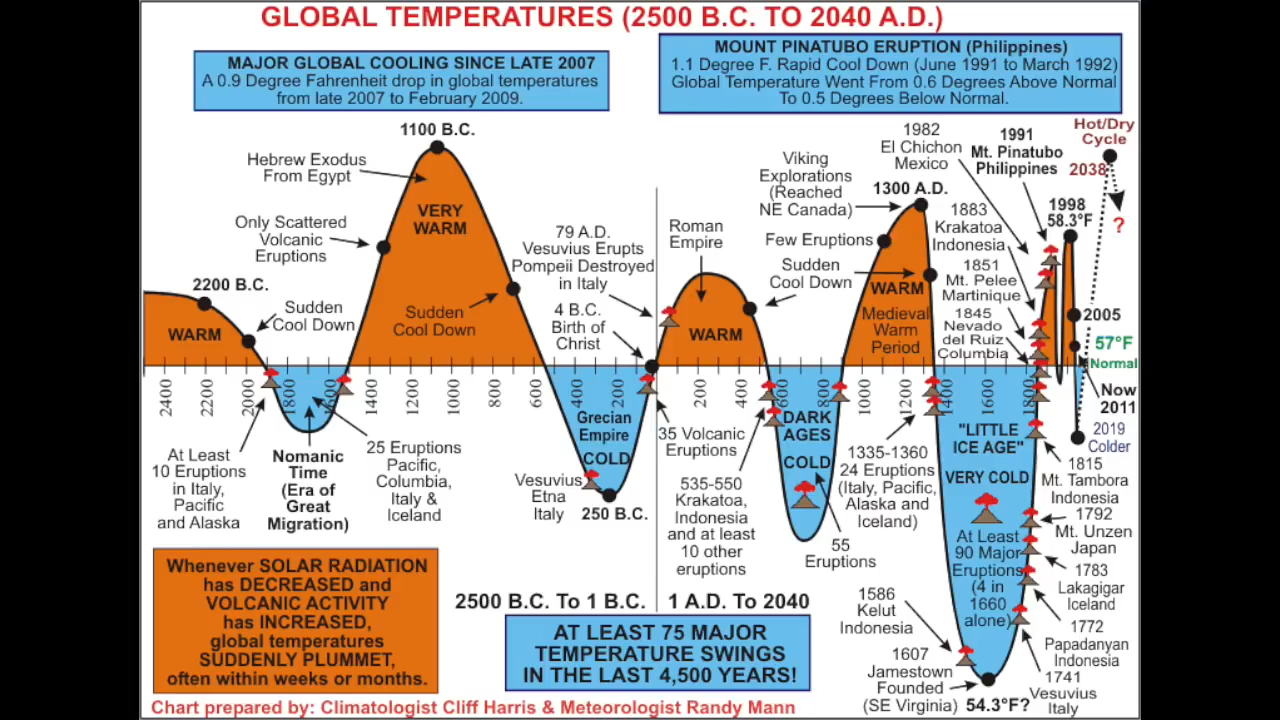 GLOBAL TEMPERATURES (2500 B.C. TO 2040 A.D.)
MAJOR GLOBAL COOLING SINCE LATE 2007
A 0.9 Degree Fahrenheit drop in global temperatures
from late 2007 to February 2009.
MOUNT PINATUBO ERUPTION (Philippines)
1.1 Degree F. Rapid Cool Down (June 1991 to March 1992)
Global Temperature Went From 0.6 Degrees Above Normal
To 0.5 Degrees Below Normal.
2200 B.C.
WARM
Sudden
Cool Down
Hebrew Exodus
From Egypt
Only Scattered
Volcanic
Eruptions
1100 B.C.
VERY
WARM
Sudden
Cool Down
79 A.D.
Vesuvius Erupts
Pompeii Destroyed
in Italy
4 B.C.
Birth of
Christ
Roman
Empire
WARM
Sudden
Cool Down
Viking
Explorations
(Reached
NE Canada)
Few Eruptions
1300 A.D.
WARM
Medieval
Warm
Period
1982
El Chichon
Mexico
1991
Mt. Pinatubo
Philippines
1883
Krakatoa
Indonesia
1851
Mt. Pelee
Martinique
1845
Nevado
del Ruiz
Columbia
1998
58.3°F
Hot/Dry
Cycle
2038
?
2005
57°F
Normal
Now
2011
2019
Colder
2400
2200
2000
1800
1600
1400
1200
1000
800
600
400
200
200
400
600
800
1000
1200
1400
1600
1800
At Least
10 Eruptions
in Italy,
Pacific
and Alaska
Nomanic
Time
(Era of
Great
Migration)
25 Eruptions
Pacific,
Columbia,
Italy &
Iceland
Grecian
Empire
COLD
Vesuvius
Etna
Italy
250 B.C.
35 Volcanic
Eruptions
535-550
Krakatoa,
Indonesia
and at least
10 other
eruptions
DARK
AGES
COLD
55
Eruptions
1335-1360
24 Eruptions
(Italy, Pacific,
Alaska and
Iceland)
"LITTLE
ICE AGE"
VERY COLD
At Least
90 Major
Eruptions
(4 in
1660
alone)
1586
Kelut
Indonesia
1607
Jamestown
Founded
(SE Virginia)
54.3°F?
1815
Mt. Tambora
Indonesia
1792
Mt. Unzen
Japan
1783
Lakagigar
Iceland
1772
Papadanyan
Indonesia
1741
Vesuvius
Italy
Whenever SOLAR RADIATION
has DECREASED and
VOLCANIC ACTIVITY
has INCREASED,
global temperatures
SUDDENLY PLUMMET,
often within weeks or months.
2500 B.C. To 1 B.C.
1 A.D. To 2040
AT LEAST 75 MAJOR
TEMPERATURE SWINGS
IN THE LAST 4,500 YEARS!
Chart prepared by: Climatologist Cliff Harris & Meteorologist Randy Mann